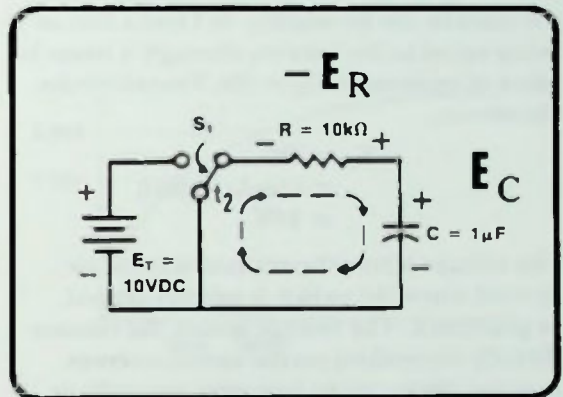 − E R
S₁
− R = 10kΩ +
E C
+ t₂ +
C = 1μF
− −
E T =
10VDC